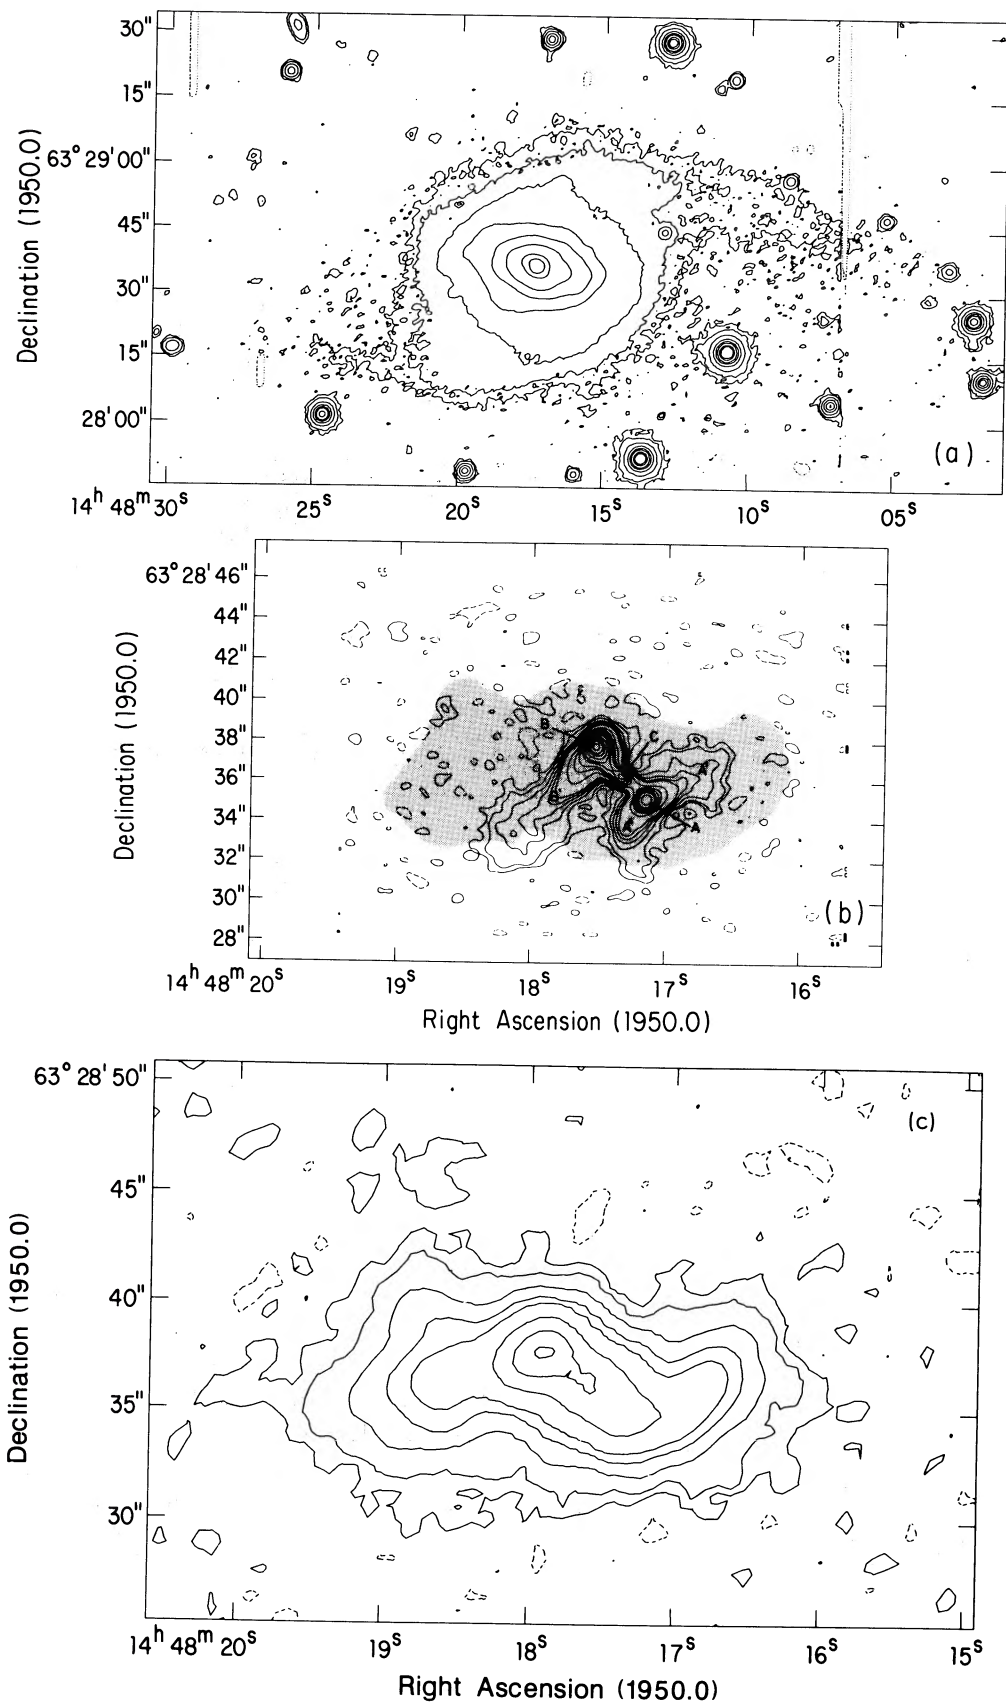 30"
15"
63° 29' 00"
45"
30"
15"
28' 00"
Declination (1950.0)
(a)
14ʰ 48ᵐ 30ˢ 25ˢ 20ˢ 15ˢ 10ˢ 05ˢ
63° 28' 46"
44"
42"
40"
38"
36"
34"
32"
30"
28"
Declination (1950.0)
B
C
A
(b)
14ʰ 48ᵐ 20ˢ 19ˢ 18ˢ 17ˢ 16ˢ
Right Ascension (1950.0)
63° 28' 50"
(c)
45"
40"
35"
30"
Declination (1950.0)
14ʰ 48ᵐ 20ˢ 19ˢ 18ˢ 17ˢ 16ˢ 15ˢ
Right Ascension (1950.0)